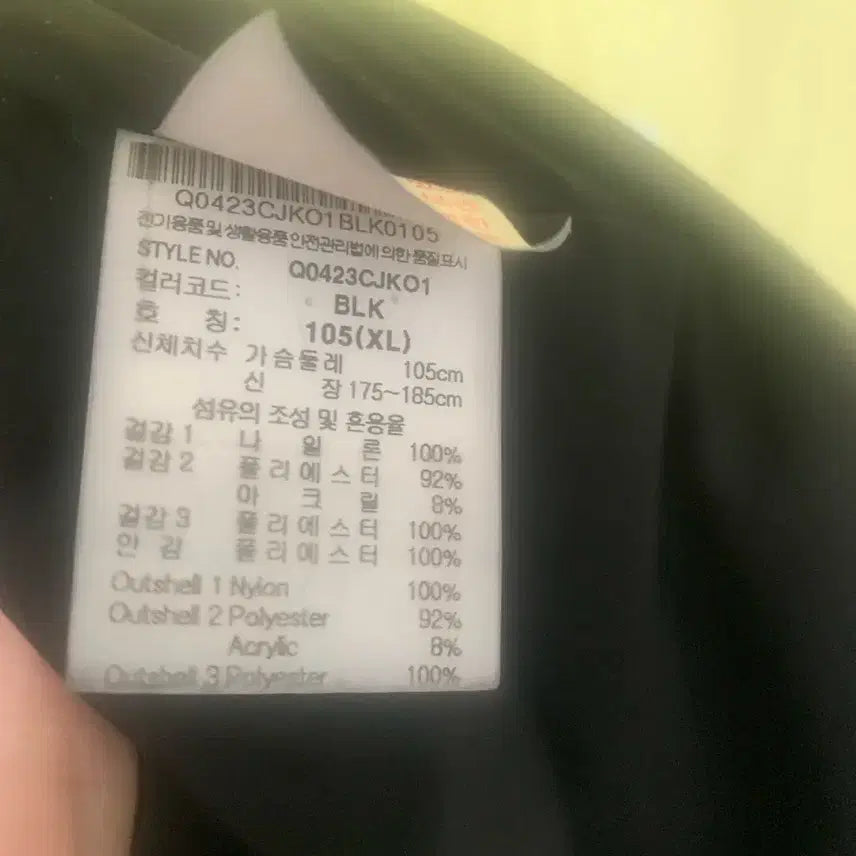 Q0423CJKO1BLK0105
전기용품 및 생활용품 안전관리법에 의한 품질표시
STYLE NO. Q0423CJKO1
컬러코드: BLK
호 칭: 105(XL)
신체치수 가슴둘레 105cm
신 장 175~185cm
섬유의 조성 및 혼용율
겉감 1 나 일 론 100%
겉감 2 폴리에스터 92%
아 크 릴 8%
겉감 3 폴리에스터 100%
안 감 폴리에스터 100%
Outshell 1 Nylon 100%
Outshell 2 Polyester 92%
Acrylic 8%
Outshell 3 Polyester 100%